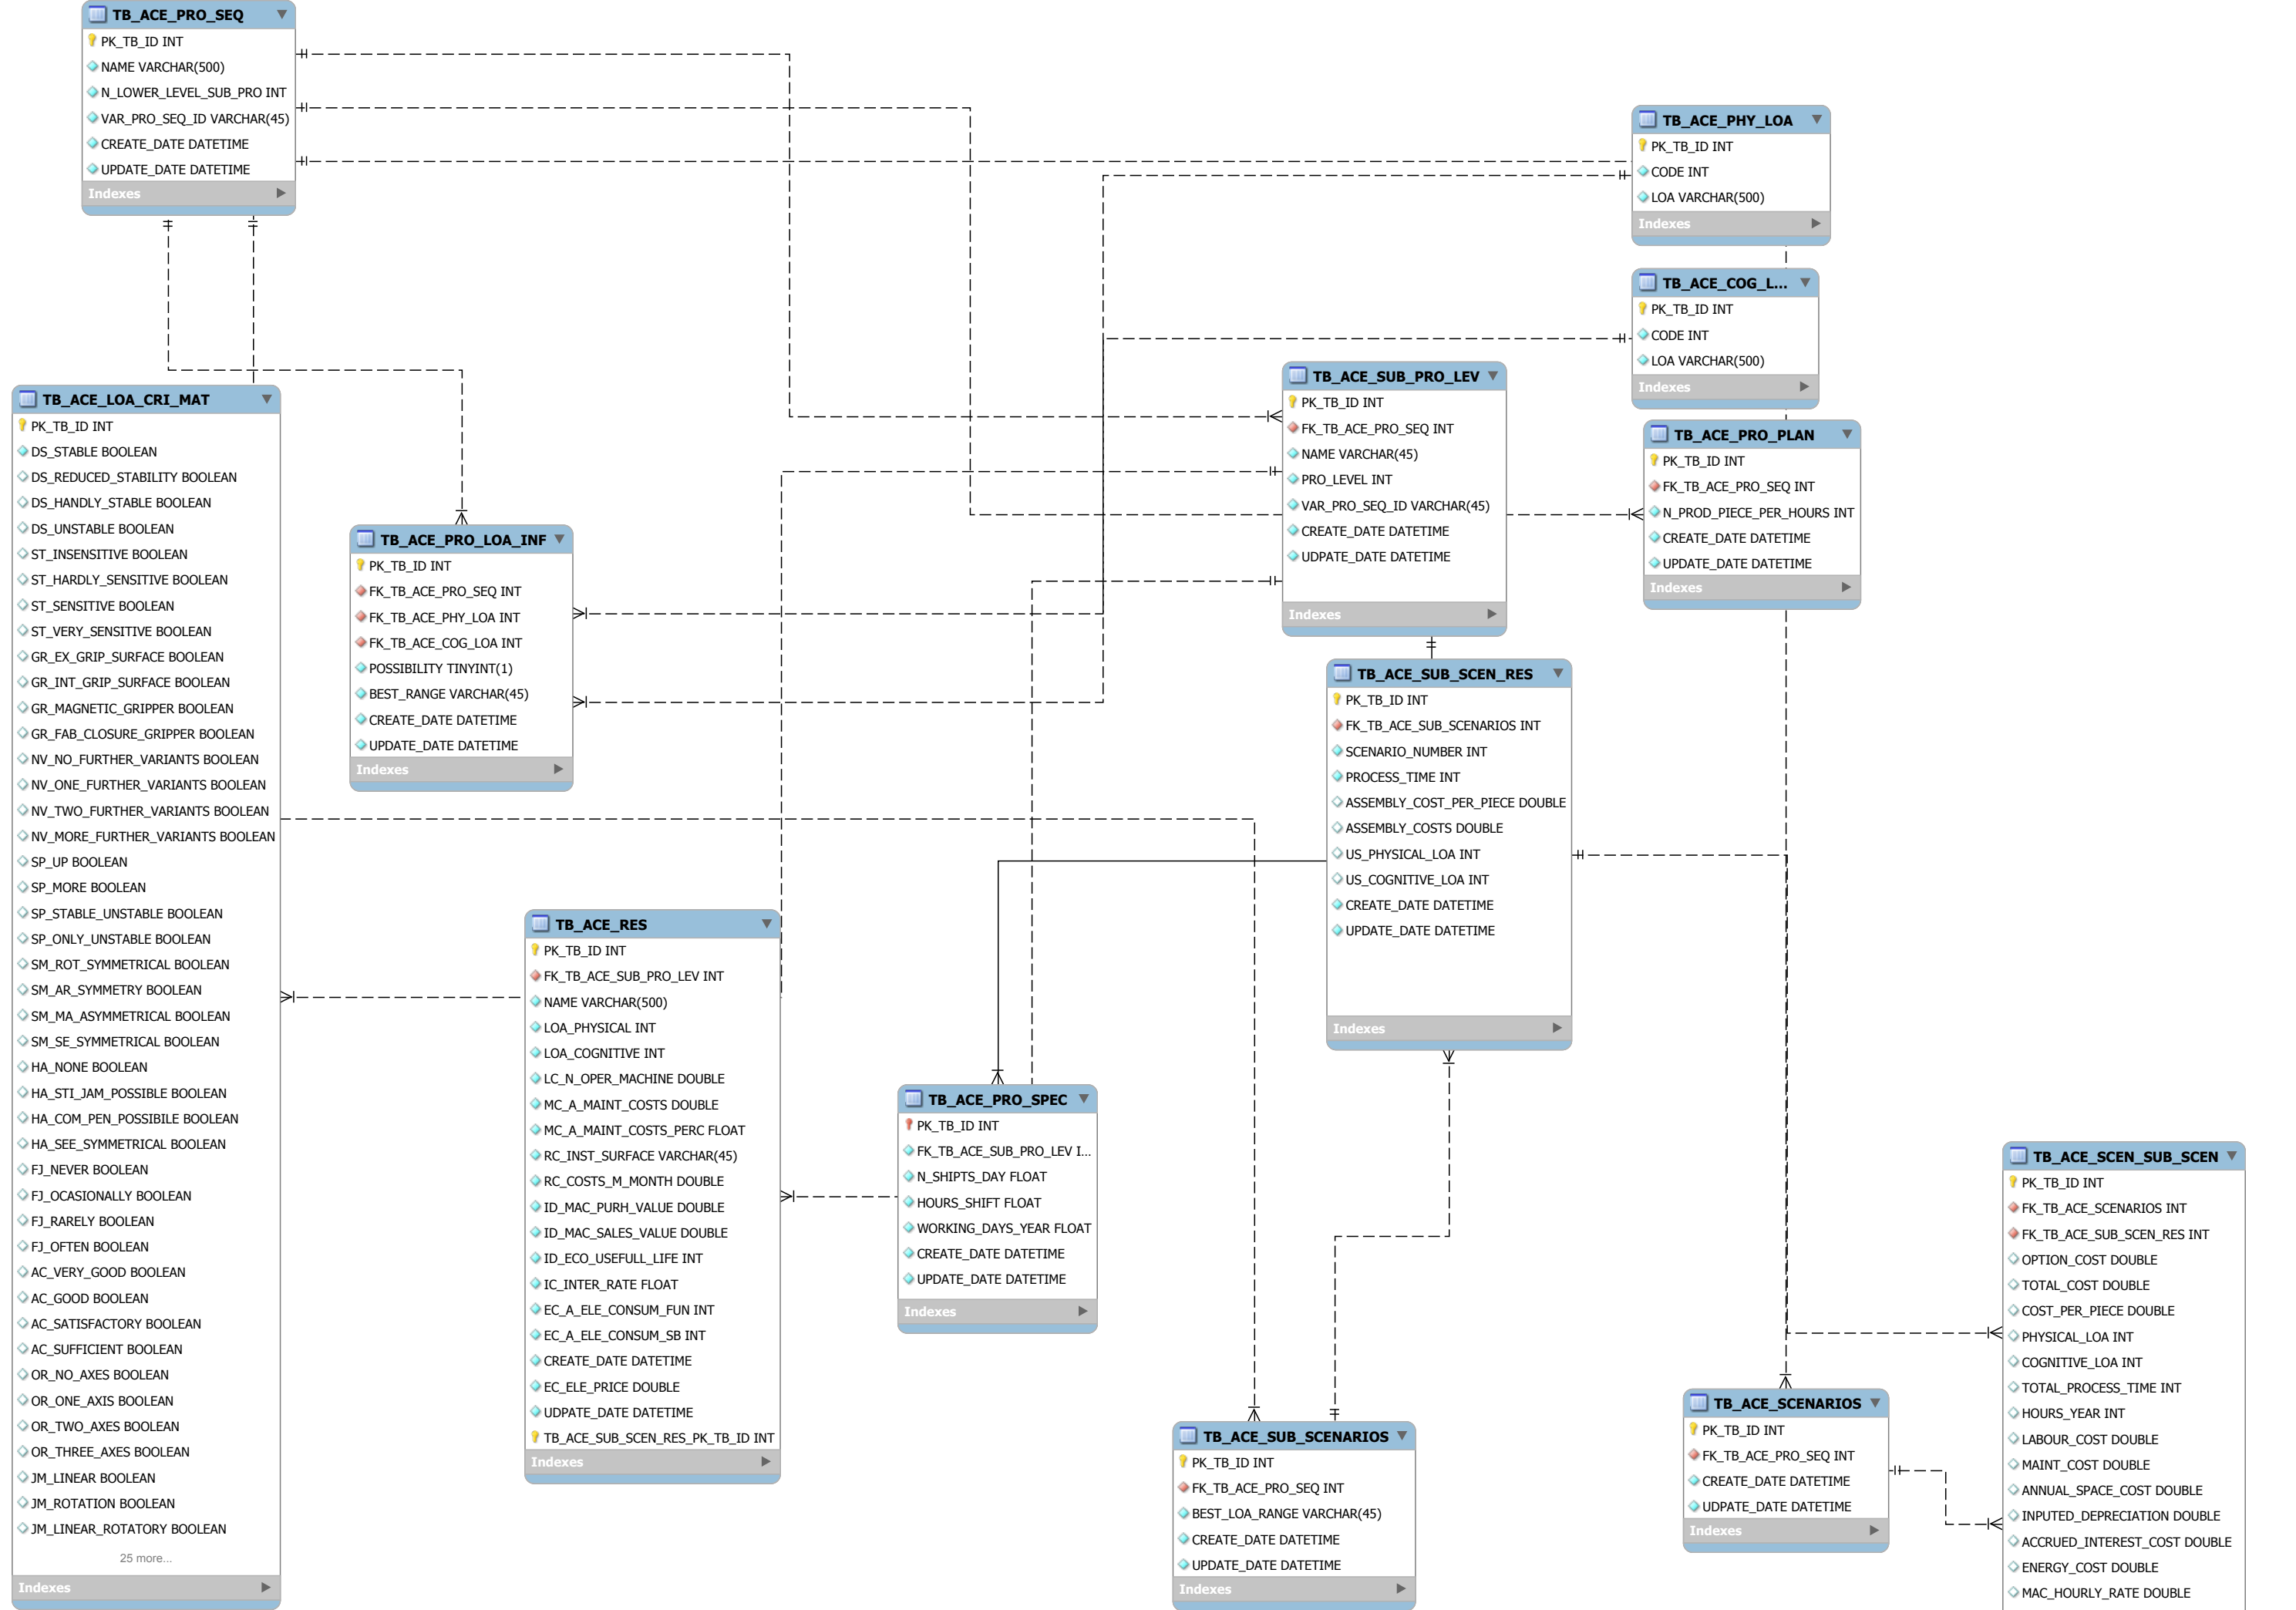 TB_ACE_PRO_SEQ
PK_TB_ID INT
NAME VARCHAR(500)
N_LOWER_LEVEL_SUB_PRO INT
VAR_PRO_SEQ_ID VARCHAR(45)
CREATE_DATE DATETIME
UPDATE_DATE DATETIME
Indexes
TB_ACE_PHY_LOA
PK_TB_ID INT
CODE INT
LOA VARCHAR(500)
Indexes
TB_ACE_COG_L...
PK_TB_ID INT
CODE INT
LOA VARCHAR(500)
Indexes
TB_ACE_SUB_PRO_LEV
PK_TB_ID INT
FK_TB_ACE_PRO_SEQ INT
NAME VARCHAR(45)
PRO_LEVEL INT
VAR_PRO_SEQ_ID VARCHAR(45)
CREATE_DATE DATETIME
UDPATE_DATE DATETIME
Indexes
TB_ACE_PRO_PLAN
PK_TB_ID INT
FK_TB_ACE_PRO_SEQ INT
N_PROD_PIECE_PER_HOURS INT
CREATE_DATE DATETIME
UPDATE_DATE DATETIME
Indexes
TB_ACE_LOA_CRI_MAT
PK_TB_ID INT
DS_STABLE BOOLEAN
DS_REDUCED_STABILITY BOOLEAN
DS_HANDLY_STABLE BOOLEAN
DS_UNSTABLE BOOLEAN
ST_INSENSITIVE BOOLEAN
ST_HARDLY_SENSITIVE BOOLEAN
ST_SENSITIVE BOOLEAN
ST_VERY_SENSITIVE BOOLEAN
GR_EX_GRIP_SURFACE BOOLEAN
GR_INT_GRIP_SURFACE BOOLEAN
GR_MAGNETIC_GRIPPER BOOLEAN
GR_FAB_CLOSURE_GRIPPER BOOLEAN
NV_NO_FURTHER_VARIANTS BOOLEAN
NV_ONE_FURTHER_VARIANTS BOOLEAN
NV_TWO_FURTHER_VARIANTS BOOLEAN
NV_MORE_FURTHER_VARIANTS BOOLEAN
SP_UP BOOLEAN
SP_MORE BOOLEAN
SP_STABLE_UNSTABLE BOOLEAN
SP_ONLY_UNSTABLE BOOLEAN
SM_ROT_SYMMETRICAL BOOLEAN
SM_AR_SYMMETRY BOOLEAN
SM_MA_ASYMMETRICAL BOOLEAN
SM_SE_SYMMETRICAL BOOLEAN
HA_NONE BOOLEAN
HA_STI_JAM_POSSIBLE BOOLEAN
HA_COM_PEN_POSSIBILE BOOLEAN
HA_SEE_SYMMETRICAL BOOLEAN
FJ_NEVER BOOLEAN
FJ_OCASIONALLY BOOLEAN
FJ_RARELY BOOLEAN
FJ_OFTEN BOOLEAN
AC_VERY_GOOD BOOLEAN
AC_GOOD BOOLEAN
AC_SATISFACTORY BOOLEAN
AC_SUFFICIENT BOOLEAN
OR_NO_AXES BOOLEAN
OR_ONE_AXIS BOOLEAN
OR_TWO_AXES BOOLEAN
OR_THREE_AXES BOOLEAN
JM_LINEAR BOOLEAN
JM_ROTATION BOOLEAN
JM_LINEAR_ROTATORY BOOLEAN
25 more...
Indexes
TB_ACE_PRO_LOA_INF
PK_TB_ID INT
FK_TB_ACE_PRO_SEQ INT
FK_TB_ACE_PHY_LOA INT
FK_TB_ACE_COG_LOA INT
POSSIBILITY TINYINT(1)
BEST_RANGE VARCHAR(45)
CREATE_DATE DATETIME
UPDATE_DATE DATETIME
Indexes
TB_ACE_SUB_SCEN_RES
PK_TB_ID INT
FK_TB_ACE_SUB_SCENARIOS INT
SCENARIO_NUMBER INT
PROCESS_TIME INT
ASSEMBLY_COST_PER_PIECE DOUBLE
ASSEMBLY_COSTS DOUBLE
US_PHYSICAL_LOA INT
US_COGNITIVE_LOA INT
CREATE_DATE DATETIME
UPDATE_DATE DATETIME
Indexes
TB_ACE_RES
PK_TB_ID INT
FK_TB_ACE_SUB_PRO_LEV INT
NAME VARCHAR(500)
LOA_PHYSICAL INT
LOA_COGNITIVE INT
LC_N_OPER_MACHINE DOUBLE
MC_A_MAINT_COSTS DOUBLE
MC_A_MAINT_COSTS_PERC FLOAT
RC_INST_SURFACE VARCHAR(45)
RC_COSTS_M_MONTH DOUBLE
ID_MAC_PURH_VALUE DOUBLE
ID_MAC_SALES_VALUE DOUBLE
ID_ECO_USEFULL_LIFE INT
IC_INTER_RATE FLOAT
EC_A_ELE_CONSUM_FUN INT
EC_A_ELE_CONSUM_SB INT
CREATE_DATE DATETIME
EC_ELE_PRICE DOUBLE
UDPATE_DATE DATETIME
TB_ACE_SUB_SCEN_RES_PK_TB_ID INT
Indexes
TB_ACE_PRO_SPEC
PK_TB_ID INT
FK_TB_ACE_SUB_PRO_LEV I...
N_SHIPTS_DAY FLOAT
HOURS_SHIFT FLOAT
WORKING_DAYS_YEAR FLOAT
CREATE_DATE DATETIME
UPDATE_DATE DATETIME
Indexes
TB_ACE_SUB_SCENARIOS
PK_TB_ID INT
FK_TB_ACE_PRO_SEQ INT
BEST_LOA_RANGE VARCHAR(45)
CREATE_DATE DATETIME
UPDATE_DATE DATETIME
Indexes
TB_ACE_SCENARIOS
PK_TB_ID INT
FK_TB_ACE_PRO_SEQ INT
CREATE_DATE DATETIME
UDPATE_DATE DATETIME
Indexes
TB_ACE_SCEN_SUB_SCEN
PK_TB_ID INT
FK_TB_ACE_SCENARIOS INT
FK_TB_ACE_SUB_SCEN_RES INT
OPTION_COST DOUBLE
TOTAL_COST DOUBLE
COST_PER_PIECE DOUBLE
PHYSICAL_LOA INT
COGNITIVE_LOA INT
TOTAL_PROCESS_TIME INT
HOURS_YEAR INT
LABOUR_COST DOUBLE
MAINT_COST DOUBLE
ANNUAL_SPACE_COST DOUBLE
INPUTED_DEPRECIATION DOUBLE
ACCRUED_INTEREST_COST DOUBLE
ENERGY_COST DOUBLE
MAC_HOURLY_RATE DOUBLE